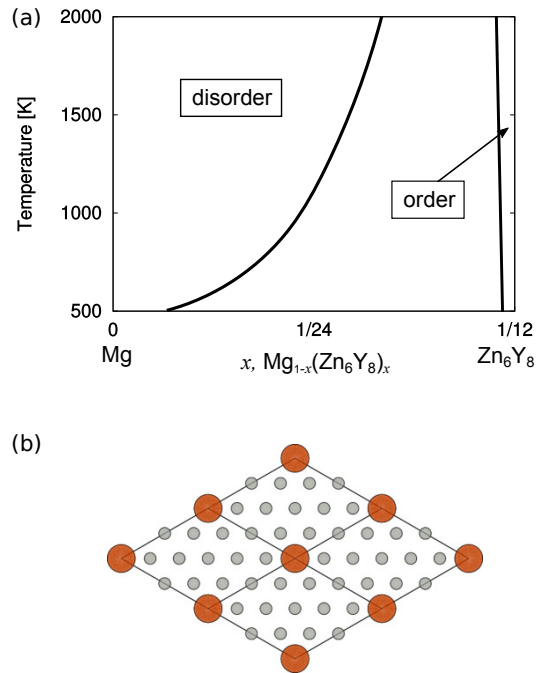 (a)
2000
1500
1000
500
Temperature [K]
disorder
order
0
1/24
1/12
Mg
x, Mg1-x(Zn6Y8)x
Zn6Y8
(b)